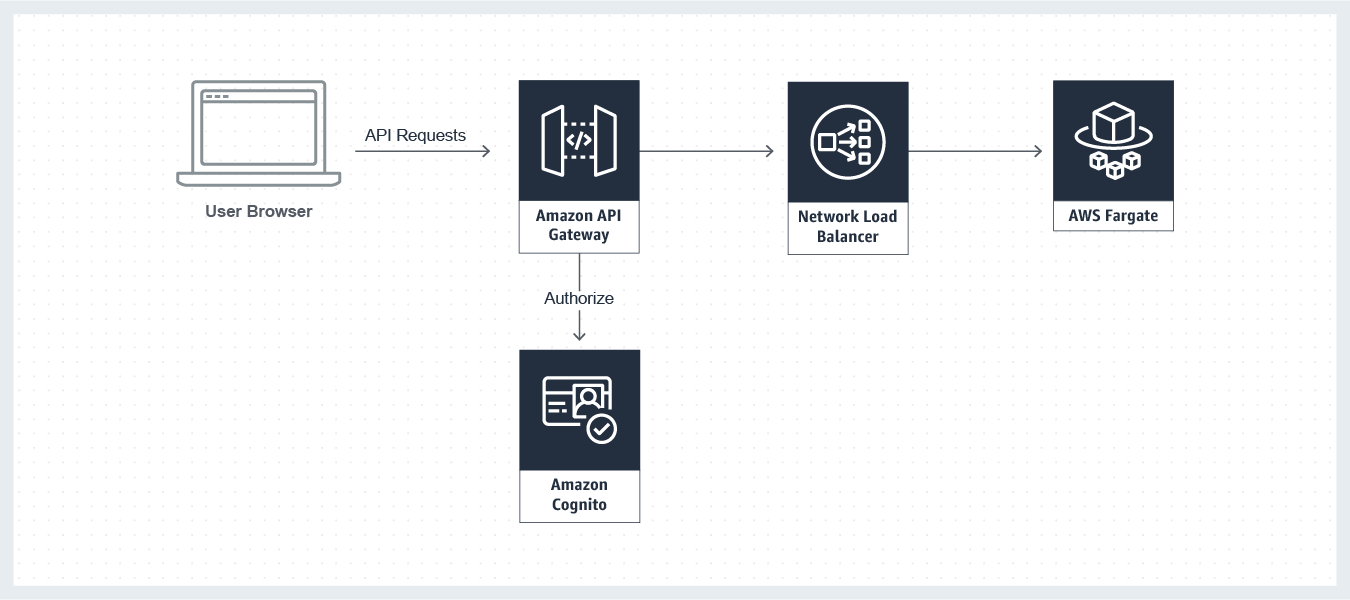 API Requests
User Browser
Amazon API
Gateway
</>
Network Load
Balancer
AWS Fargate
Authorize
Amazon
Cognito